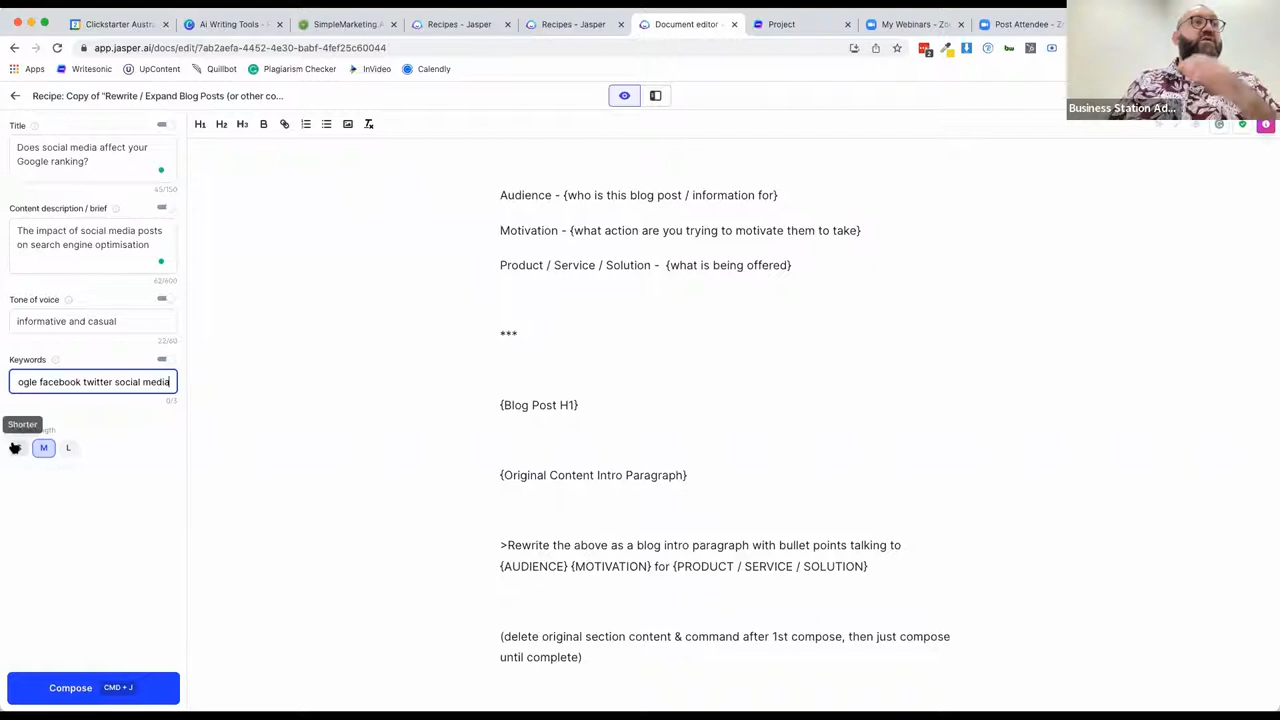 Clickstarter Austra
Ai Writing Tools -
SimpleMarketing.A
Recipes - Jasper
Recipes - Jasper
Document editor
Project
My Webinars - Zo
Post Attendee - Zo
app.jasper.ai/docs/edit/7ab2aefa-4452-4e30-babf-4fef25c60044
Apps
Writesonic
UpContent
Quillbot
Plagiarism Checker
InVideo
Calendly
Business Station Ad...
Recipe: Copy of "Rewrite / Expand Blog Posts (or other co...
H1 H2 H3 B
Title
Does social media affect your
Google ranking?
45/150
Content description / brief
The impact of social media posts
on search engine optimisation
62/600
Tone of voice
informative and casual
22/80
Keywords
ogle facebook twitter social media
0/3
Shorter
M L
Compose CMD + J
Audience - {who is this blog post / information for}
Motivation - {what action are you trying to motivate them to take}
Product / Service / Solution - {what is being offered}
***
{Blog Post H1}
{Original Content Intro Paragraph}
>Rewrite the above as a blog intro paragraph with bullet points talking to
{AUDIENCE} {MOTIVATION} for {PRODUCT / SERVICE / SOLUTION}
(delete original section content & command after 1st compose, then just compose
until complete)